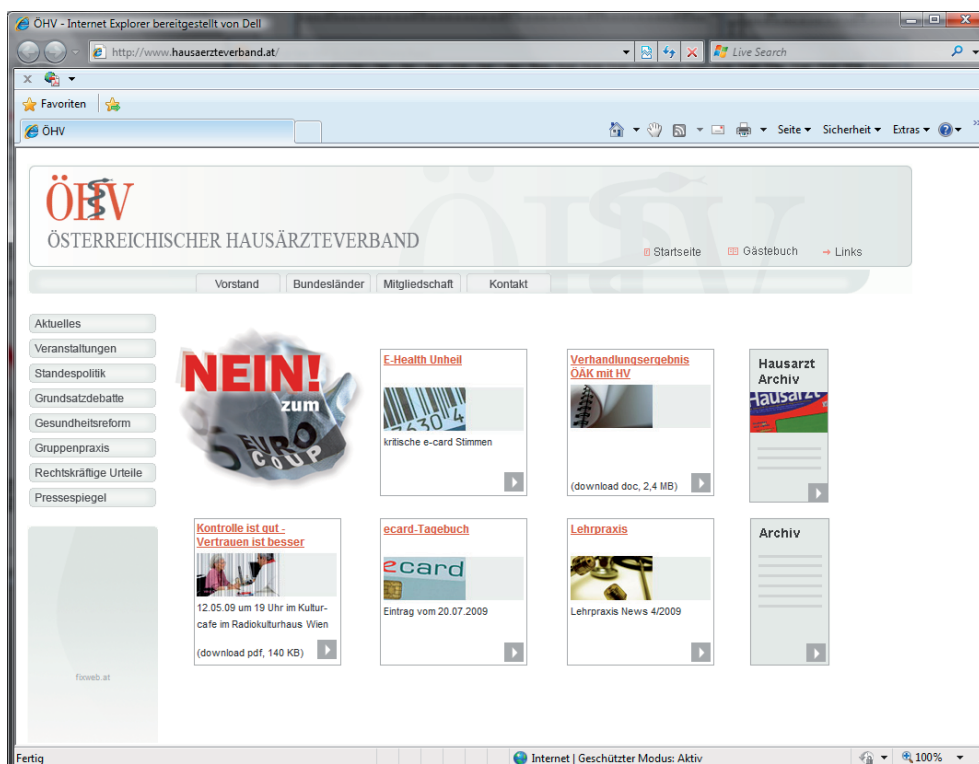 ÖHV - Internet Explorer bereitgestellt von Dell
http://www.hausaerzteverband.at/
Live Search
Favoriten
ÖHV
Seite
Sicherheit
Extras
ÖHV
ÖSTERREICHISCHER HAUSÄRZTEVERBAND
Startseite
Gästebuch
Links
Vorstand
Bundesländer
Mitgliedschaft
Kontakt
Aktuelles
Veranstaltungen
Standespolitik
Grundsatzdebatte
Gesundheitsreform
Gruppenpraxis
Rechtskräftige Urteile
Pressespiegel
fixweb.at
NEIN!
zum
EURO
COUP
E-Health Unheil
7630 4
kritische e-card Stimmen
Verhandlungsergebnis
ÖÄK mit HV
(download doc, 2,4 MB)
Hausarzt
Archiv
Hausarzt
Kontrolle ist gut -
Vertrauen ist besser
12.05.09 um 19 Uhr im Kultur-
cafe im Radiokulturhaus Wien
(download pdf, 140 KB)
ecard-Tagebuch
ecard
Eintrag vom 20.07.2009
Lehrpraxis
Lehrpraxis News 4/2009
Archiv
Fertig
Internet | Geschützter Modus: Aktiv
100%